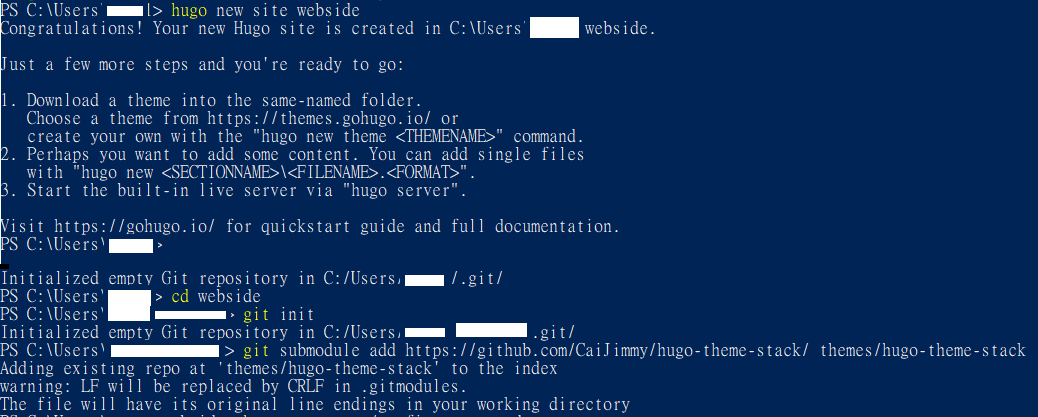 PS C:\Users\ > hugo new site webside
Congratulations! Your new Hugo site is created in C:\Users\ webside.
Just a few more steps and you're ready to go:
1. Download a theme into the same-named folder.
Choose a theme from https://themes.gohugo.io/ or
create your own with the "hugo new theme <THEMENAME>" command.
2. Perhaps you want to add some content. You can add single files
with "hugo new <SECTIONNAME>\<FILENAME>.<FORMAT>".
3. Start the built-in live server via "hugo server".
Visit https://gohugo.io/ for quickstart guide and full documentation.
PS C:\Users\ >
Initialized empty Git repository in C:/Users/ /.git/
PS C:\Users\ > cd webside
PS C:\Users\ > git init
Initialized empty Git repository in C:/Users/ .git/
PS C:\Users\ > git submodule add https://github.com/CaiJimmy/hugo-theme-stack/ themes/hugo-theme-stack
Adding existing repo at 'themes/hugo-theme-stack' to the index
warning: LF will be replaced by CRLF in .gitmodules.
The file will have its original line endings in your working directory